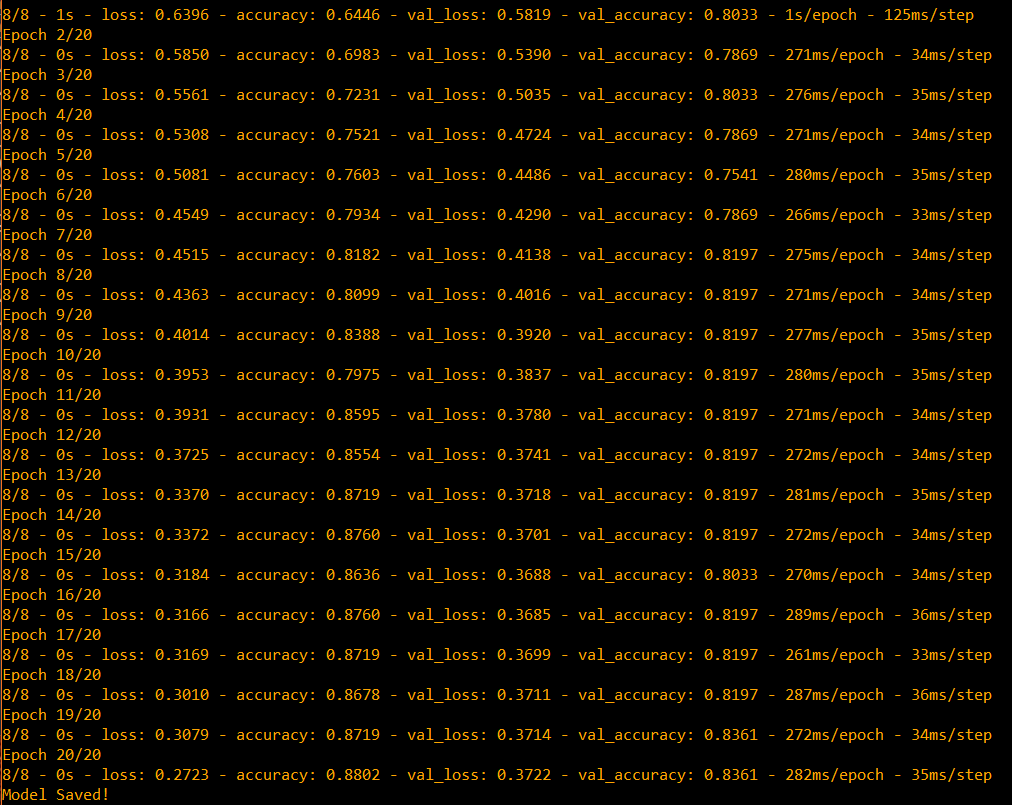 8/8 - 1s - loss: 0.6396 - accuracy: 0.6446 - val_loss: 0.5819 - val_accuracy: 0.8033 - 1s/epoch - 125ms/step
Epoch 2/20
8/8 - 0s - loss: 0.5850 - accuracy: 0.6983 - val_loss: 0.5390 - val_accuracy: 0.7869 - 271ms/epoch - 34ms/step
Epoch 3/20
8/8 - 0s - loss: 0.5561 - accuracy: 0.7231 - val_loss: 0.5035 - val_accuracy: 0.8033 - 276ms/epoch - 35ms/step
Epoch 4/20
8/8 - 0s - loss: 0.5308 - accuracy: 0.7521 - val_loss: 0.4724 - val_accuracy: 0.7869 - 271ms/epoch - 34ms/step
Epoch 5/20
8/8 - 0s - loss: 0.5081 - accuracy: 0.7603 - val_loss: 0.4486 - val_accuracy: 0.7541 - 280ms/epoch - 35ms/step
Epoch 6/20
8/8 - 0s - loss: 0.4549 - accuracy: 0.7934 - val_loss: 0.4290 - val_accuracy: 0.7869 - 266ms/epoch - 33ms/step
Epoch 7/20
8/8 - 0s - loss: 0.4515 - accuracy: 0.8182 - val_loss: 0.4138 - val_accuracy: 0.8197 - 275ms/epoch - 34ms/step
Epoch 8/20
8/8 - 0s - loss: 0.4363 - accuracy: 0.8099 - val_loss: 0.4016 - val_accuracy: 0.8197 - 271ms/epoch - 34ms/step
Epoch 9/20
8/8 - 0s - loss: 0.4014 - accuracy: 0.8388 - val_loss: 0.3920 - val_accuracy: 0.8197 - 277ms/epoch - 35ms/step
Epoch 10/20
8/8 - 0s - loss: 0.3953 - accuracy: 0.7975 - val_loss: 0.3837 - val_accuracy: 0.8197 - 280ms/epoch - 35ms/step
Epoch 11/20
8/8 - 0s - loss: 0.3931 - accuracy: 0.8595 - val_loss: 0.3780 - val_accuracy: 0.8197 - 271ms/epoch - 34ms/step
Epoch 12/20
8/8 - 0s - loss: 0.3725 - accuracy: 0.8554 - val_loss: 0.3741 - val_accuracy: 0.8197 - 272ms/epoch - 34ms/step
Epoch 13/20
8/8 - 0s - loss: 0.3370 - accuracy: 0.8719 - val_loss: 0.3718 - val_accuracy: 0.8197 - 281ms/epoch - 35ms/step
Epoch 14/20
8/8 - 0s - loss: 0.3372 - accuracy: 0.8760 - val_loss: 0.3701 - val_accuracy: 0.8197 - 272ms/epoch - 34ms/step
Epoch 15/20
8/8 - 0s - loss: 0.3184 - accuracy: 0.8636 - val_loss: 0.3688 - val_accuracy: 0.8033 - 270ms/epoch - 34ms/step
Epoch 16/20
8/8 - 0s - loss: 0.3166 - accuracy: 0.8760 - val_loss: 0.3685 - val_accuracy: 0.8197 - 289ms/epoch - 36ms/step
Epoch 17/20
8/8 - 0s - loss: 0.3169 - accuracy: 0.8719 - val_loss: 0.3699 - val_accuracy: 0.8197 - 261ms/epoch - 33ms/step
Epoch 18/20
8/8 - 0s - loss: 0.3010 - accuracy: 0.8678 - val_loss: 0.3711 - val_accuracy: 0.8197 - 287ms/epoch - 36ms/step
Epoch 19/20
8/8 - 0s - loss: 0.3079 - accuracy: 0.8719 - val_loss: 0.3714 - val_accuracy: 0.8361 - 272ms/epoch - 34ms/step
Epoch 20/20
8/8 - 0s - loss: 0.2723 - accuracy: 0.8802 - val_loss: 0.3722 - val_accuracy: 0.8361 - 282ms/epoch - 35ms/step
Model Saved!